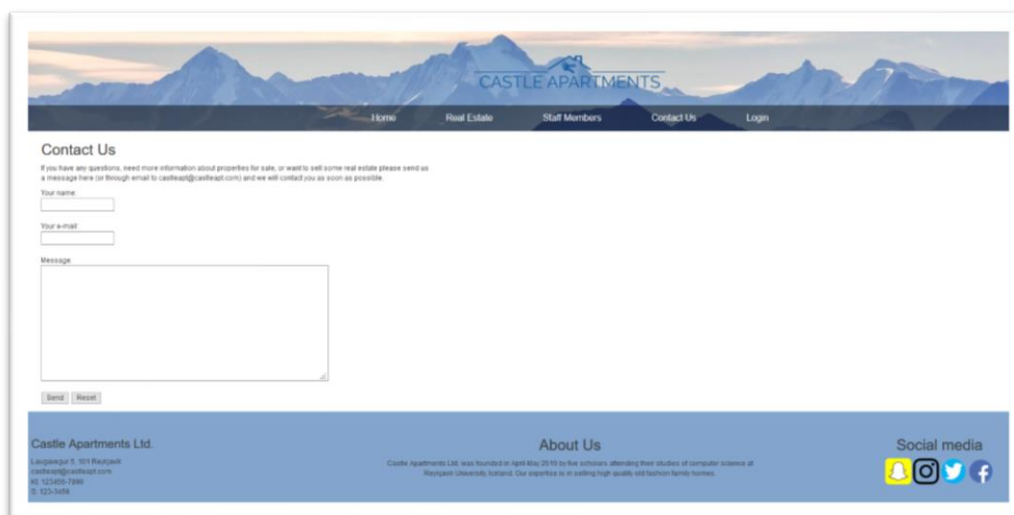 CASTLE APARTMENTS
Home Real Estate Staff Members Contact Us Login
Contact Us
If you have any questions, need more information about properties for sale, or want to sell some real estate please send us
a message here (or through email to castleapt@castleapt.com) and we will contact you as soon as possible.
Your name:
Your e-mail:
Message:
Send Reset
Castle Apartments Ltd.
Laugavegur 5, 101 Reykjavik
castleapt@castleapt.com
Kt: 123456-7890
S: 123-3456
About Us
Castle Apartments Ltd. was founded in April-May 2019 by five scholars attending their studies of computer science at
Reykjavik University, Iceland. Our expertise is in selling high quality old fashion family homes.
Social media